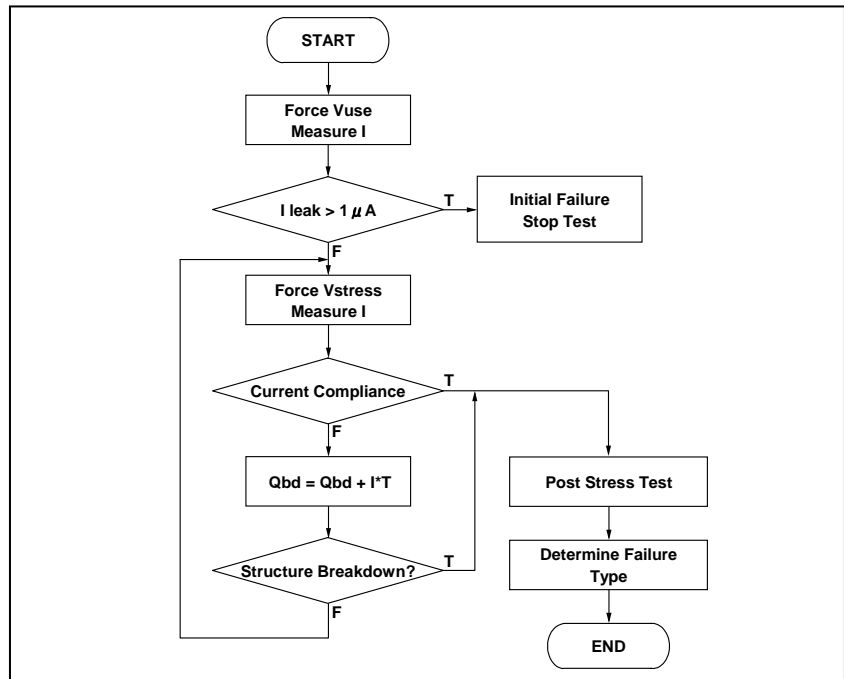 START
Force Vuse
Measure I
I leak > 1 μ A
T
Initial Failure
Stop Test
F
Force Vstress
Measure I
Current Compliance
T
F
Qbd = Qbd + I*T
Post Stress Test
Structure Breakdown?
T
Determine Failure
Type
F
END